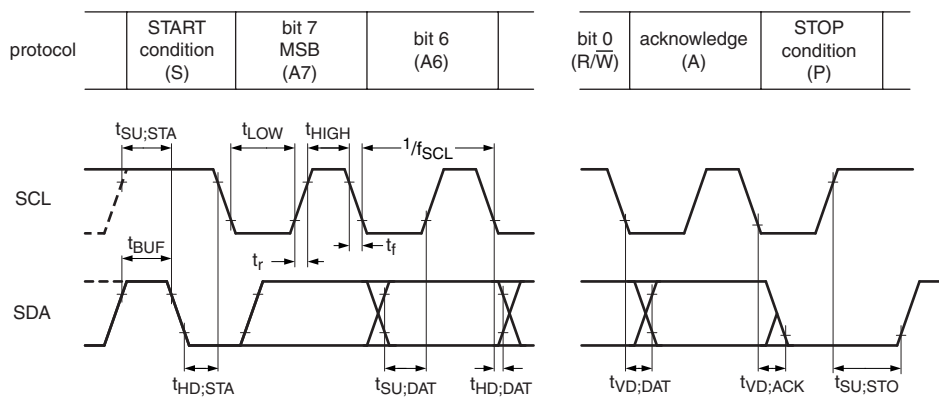 protocol
START
condition
(S)
bit 7
MSB
(A7)
bit 6
(A6)
bit 0
(R/W̅)
acknowledge
(A)
STOP
condition
(P)
tSU;STA
tLOW
tHIGH
1/fSCL
SCL
tBUF
tr
tf
SDA
tHD;STA
tSU;DAT
tHD;DAT
tVD;DAT
tVD;ACK
tSU;STO